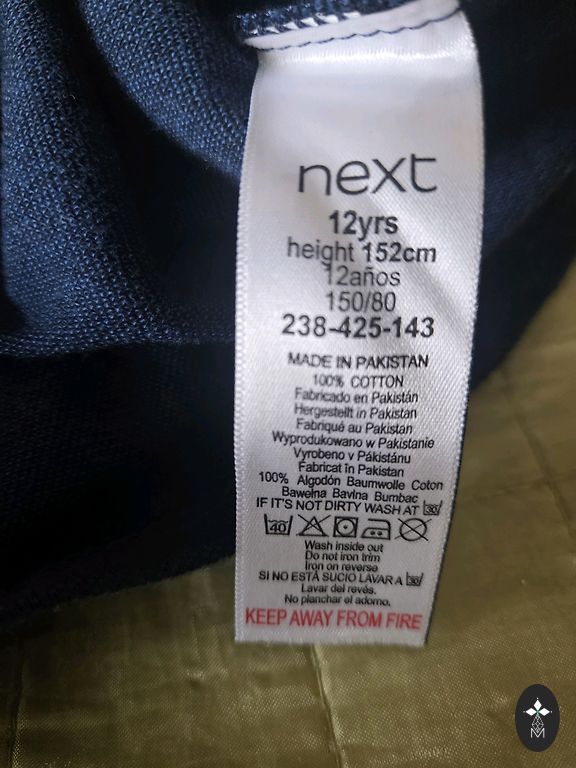 next
12yrs
height 152cm
12años
150/80
238-425-143
MADE IN PAKISTAN
100% COTTON
Fabricado en Pakistán
Hergestellt in Pakistan
Fabriqué au Pakistan
Wyprodukowano w Pakistanie
Vyrobeno v Pákistánu
Fabricat în Pakistan
100% Algodón Baumwolle Coton
Bawełna Bavlna Bumbac
IF IT'S NOT DIRTY WASH AT 30
40
Wash inside out
Do not iron trim
Iron on reverse
SI NO ESTÁ SUCIO LAVAR A 30
Lavar del revés.
No planchar el adorno.
KEEP AWAY FROM FIRE
M